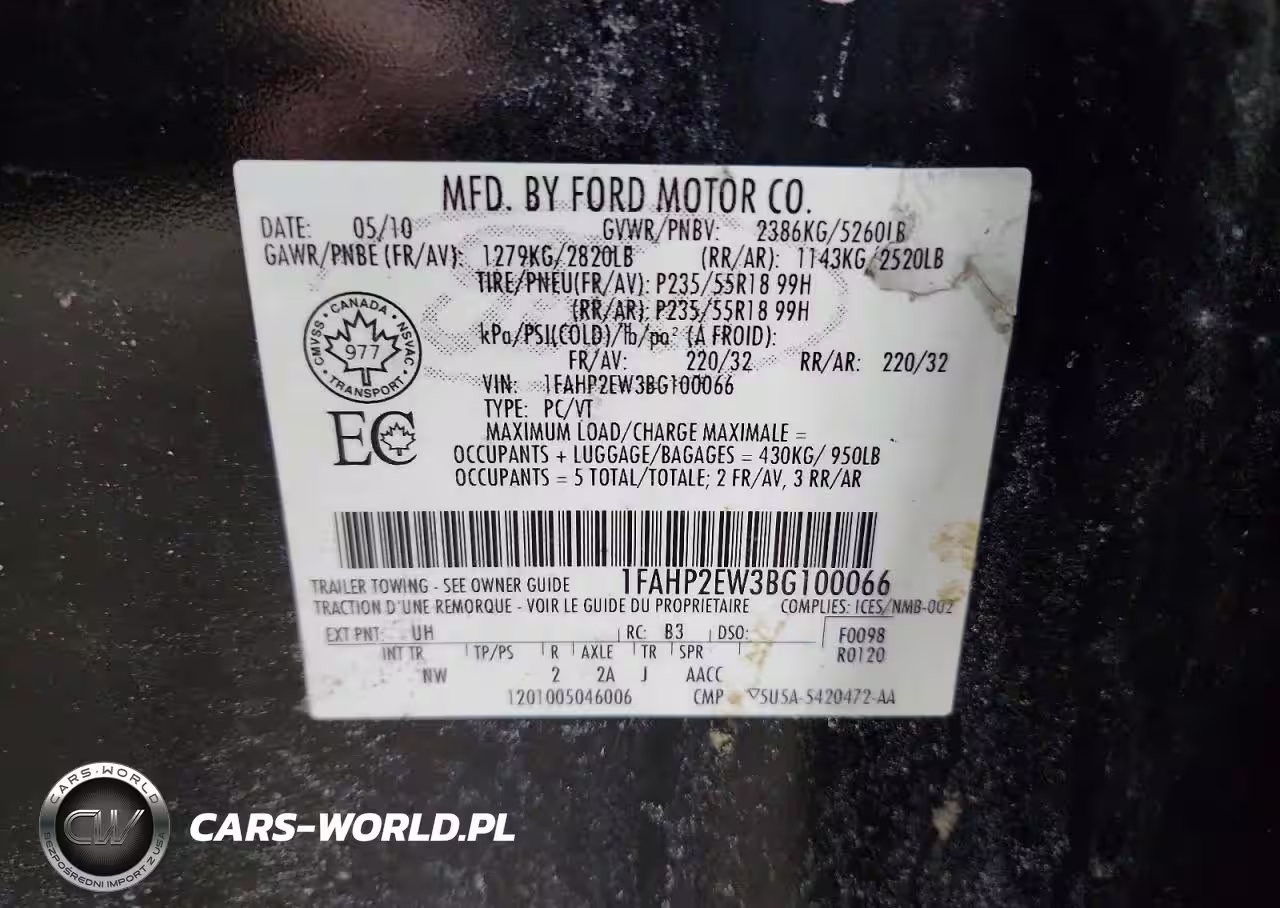 MFD. BY FORD MOTOR CO.
DATE: 05/10 GVWR/PNBV: 2386KG/5260LB
GAWR/PNBE (FR/AV): 1279KG/2820LB (RR/AR): 1143KG/2520LB
TIRE/PNEU(FR/AV): P235/55R18 99H
(RR/AR): P235/55R18 99H
kPa/PSI(COLD)/lb/po² (A FROID):
FR/AV: 220/32 RR/AR: 220/32
VIN: 1FAHP2EW3BG100066
TYPE: PC/VT
MAXIMUM LOAD/CHARGE MAXIMALE =
OCCUPANTS + LUGGAGE/BAGAGES = 430KG/ 950LB
OCCUPANTS = 5 TOTAL/TOTALE; 2 FR/AV, 3 RR/AR
CANADA · NSVAC · TRANSPORT · CMVSS
977
EC
TRAILER TOWING - SEE OWNER GUIDE 1FAHP2EW3BG100066
TRACTION D'UNE REMORQUE - VOIR LE GUIDE DU PROPRIETAIRE COMPLIES: ICES/NMB-002
EXT PNT: UH RC: B3 DSO: F0098
INT TR TP/PS R AXLE TR SPR R0120
NW 2 2A J AACC
1201005046006 CMP ▽5U5A-5420472-AA
CARS-WORLD
CW
BEZPOŚREDNI IMPORT Z USA
CARS-WORLD.PL